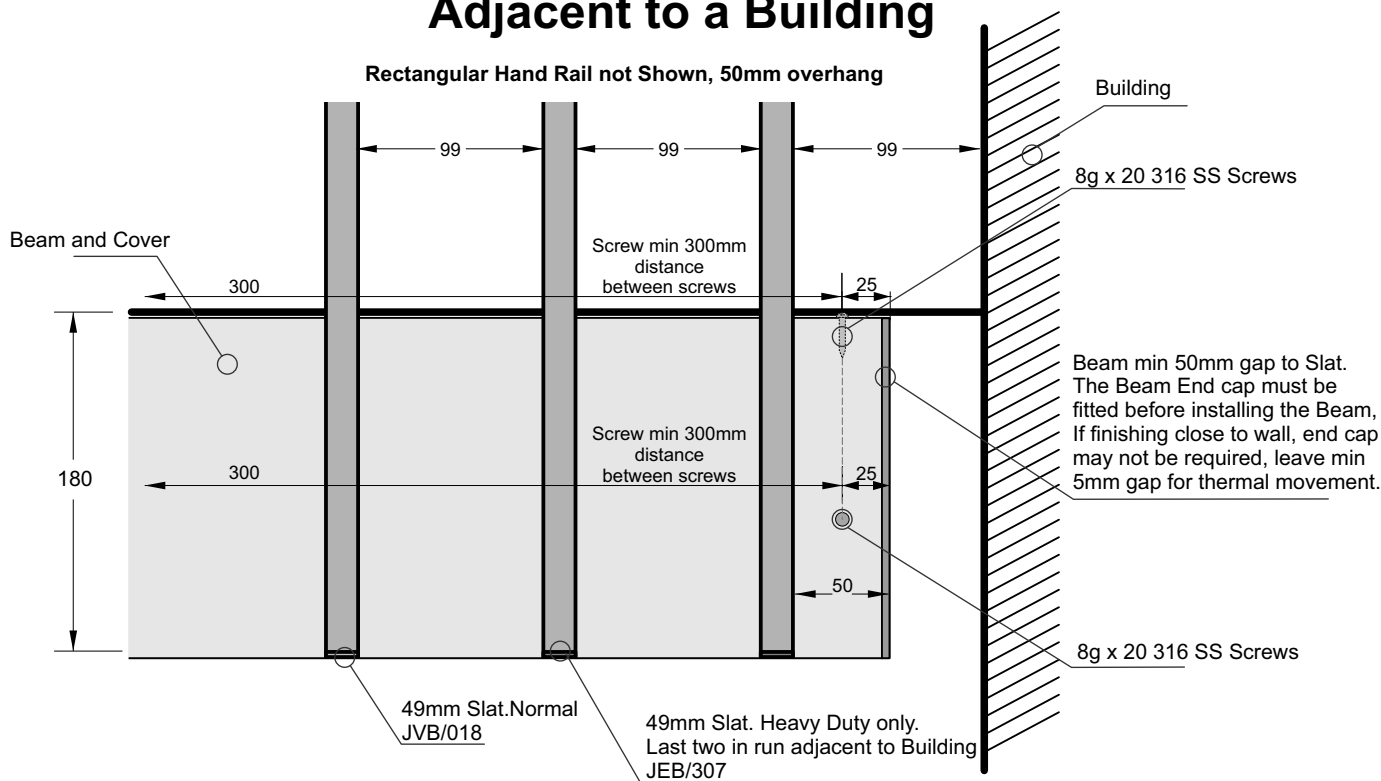 Adjacent to a Building
Rectangular Hand Rail not Shown, 50mm overhang
Building
99
99
99
8g x 20 316 SS Screws
Beam and Cover
Screw min 300mm
distance
between screws
300
25
Beam min 50mm gap to Slat.
The Beam End cap must be
fitted before installing the Beam,
If finishing close to wall, end cap
may not be required, leave min
5mm gap for thermal movement.
Screw min 300mm
distance
between screws
180
300
25
50
8g x 20 316 SS Screws
49mm Slat.Normal
JVB/018
49mm Slat. Heavy Duty only.
Last two in run adjacent to Building
JEB/307